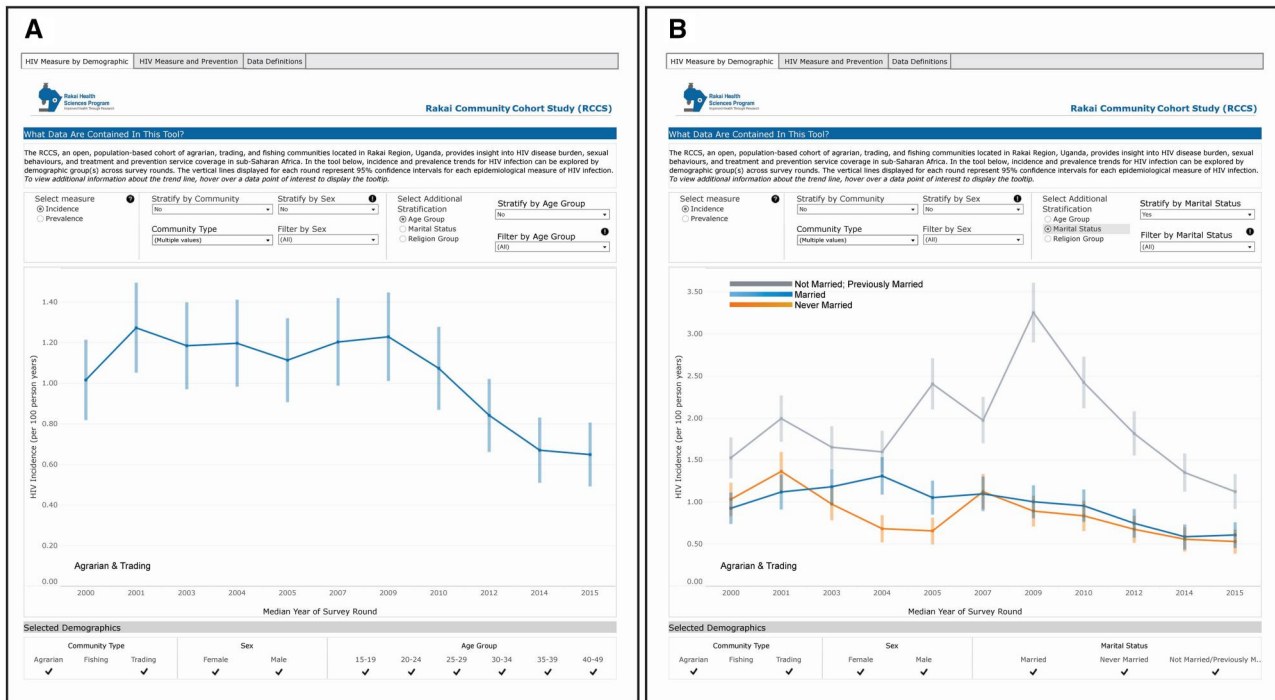 A
HIV Measure by Demographic HIV Measure and Prevention Data Definitions
Rakai Health
Sciences Program
Improved Health Through Research
Rakai Community Cohort Study (RCCS)
What Data Are Contained In This Tool?
The RCCS, an open, population-based cohort of agrarian, trading, and fishing communities located in Rakai Region, Uganda, provides insight into HIV disease burden, sexual
behaviours, and treatment and prevention service coverage in sub-Saharan Africa. In the tool below, incidence and prevalence trends for HIV infection can be explored by
demographic group(s) across survey rounds. The vertical lines displayed for each round represent 95% confidence intervals for each epidemiological measure of HIV infection.
To view additional information about the trend line, hover over a data point of interest to display the tooltip.
Select measure ?
Incidence
Prevalence
Stratify by Community
No
Community Type
(Multiple values)
Stratify by Sex !
No
Filter by Sex
(All)
Select Additional
Stratification
Age Group
Marital Status
Religion Group
Stratify by Age Group
No
!
Filter by Age Group
(All)
HIV Incidence (per 100 person years)
1.40
1.20
1.00
0.80
0.60
0.40
0.20
0.00
Agrarian & Trading
2000 2001 2003 2004 2005 2007 2009 2010 2012 2014 2015
Median Year of Survey Round
Selected Demographics
Community Type Sex Age Group
Agrarian Fishing Trading Female Male 15-19 20-24 25-29 30-34 35-39 40-49
B
HIV Measure by Demographic HIV Measure and Prevention Data Definitions
Rakai Health
Sciences Program
Improved Health Through Research
Rakai Community Cohort Study (RCCS)
What Data Are Contained In This Tool?
The RCCS, an open, population-based cohort of agrarian, trading, and fishing communities located in Rakai Region, Uganda, provides insight into HIV disease burden, sexual
behaviours, and treatment and prevention service coverage in sub-Saharan Africa. In the tool below, incidence and prevalence trends for HIV infection can be explored by
demographic group(s) across survey rounds. The vertical lines displayed for each round represent 95% confidence intervals for each epidemiological measure of HIV infection.
To view additional information about the trend line, hover over a data point of interest to display the tooltip.
Select measure ?
Incidence
Prevalence
Stratify by Community
No
Community Type
(Multiple values)
Stratify by Sex !
No
Filter by Sex
(All)
Select Additional
Stratification
Age Group
Marital Status
Religion Group
Stratify by Marital Status
Yes
!
Filter by Marital Status
(All)
Not Married; Previously Married
Married
Never Married
HIV Incidence (per 100 person years)
3.50
3.00
2.50
2.00
1.50
1.00
0.50
0.00
Agrarian & Trading
2000 2001 2003 2004 2005 2007 2009 2010 2012 2014 2015
Median Year of Survey Round
Selected Demographics
Community Type Sex Marital Status
Agrarian Fishing Trading Female Male Married Never Married Not Married/Previously M..